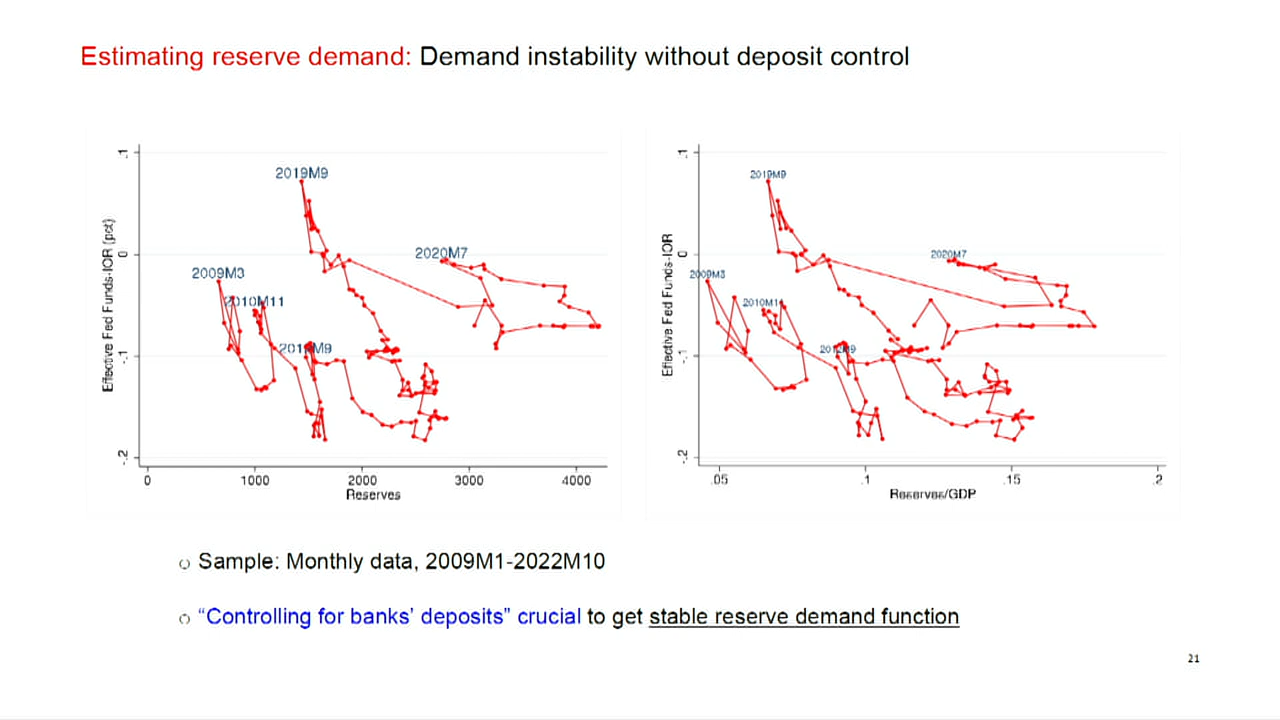 Estimating reserve demand: Demand instability without deposit control
.1
0
-.1
-.2
Effective Fed Funds-IOR (pct)
2019M9
2020M7
2009M3
2010M11
0
1000
2000
3000
4000
Reserves
.1
0
-.1
-.2
Effective Fed Funds-IOR
2019M9
2020M7
2009M3
.05
.1
.15
.2
Reserves/GDP
Sample: Monthly data, 2009M1-2022M10
“Controlling for banks’ deposits” crucial to get stable reserve demand function
21